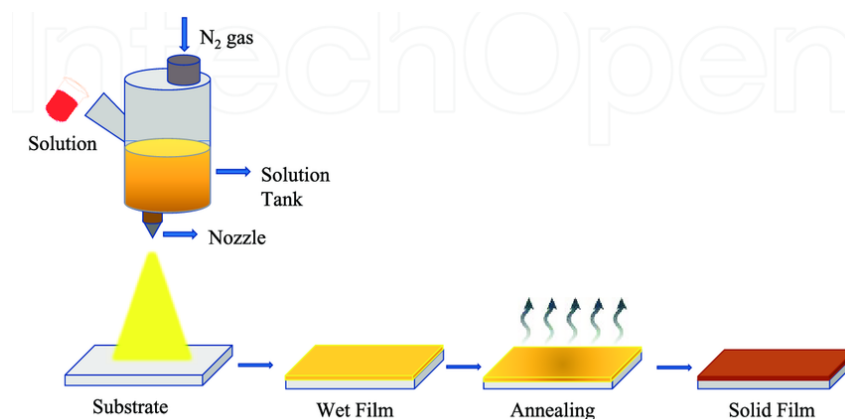 IntechOpen
N₂ gas
Solution
Solution
Tank
Nozzle
Substrate
Wet Film
Annealing
Solid Film